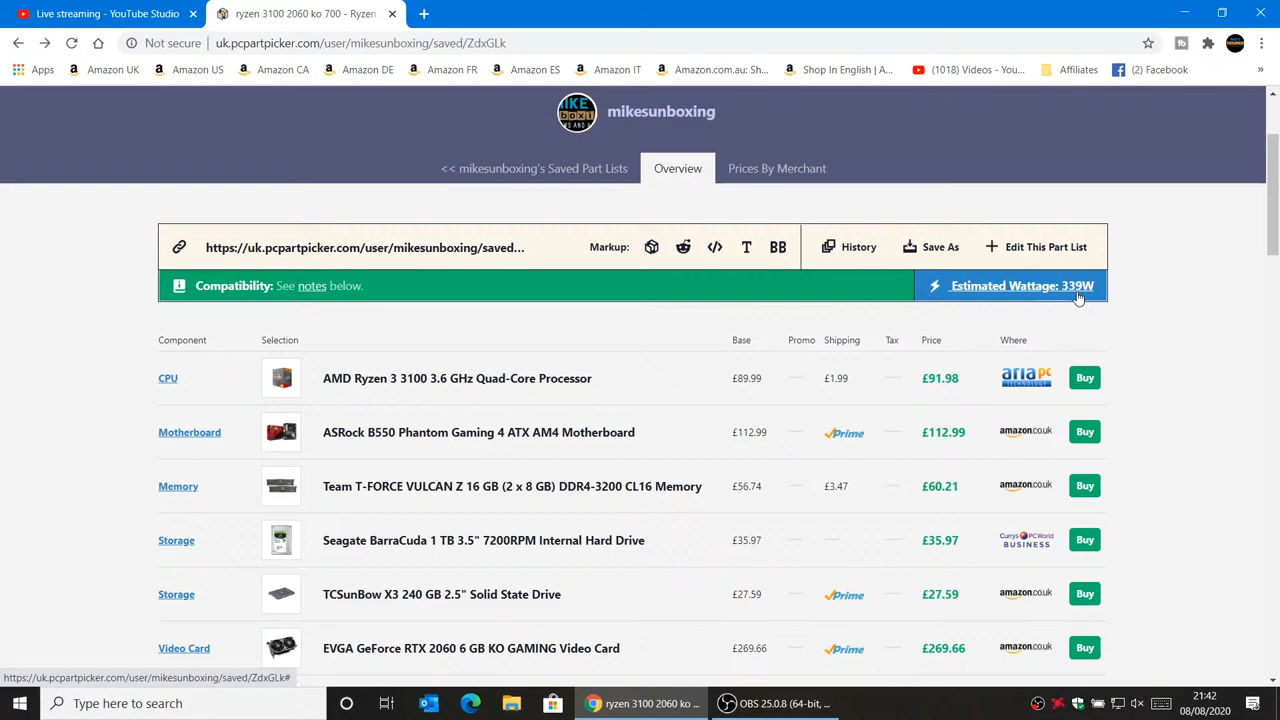 Live streaming - YouTube Studio
ryzen 3100 2060 ko 700 - Ryzen
Not secure
uk.pcpartpicker.com/user/mikesunboxing/saved/ZdxGLk
Apps
Amazon UK
Amazon US
Amazon CA
Amazon DE
Amazon FR
Amazon ES
Amazon IT
Amazon.com.au: Sh...
Shop In English | A...
(1018) Videos - You...
Affiliates
(2) Facebook
mikesunboxing
<< mikesunboxing's Saved Part Lists
Overview
Prices By Merchant
https://uk.pcpartpicker.com/user/mikesunboxing/saved...
Markup:
T
BB
History
Save As
Edit This Part List
Compatibility: See notes below.
Estimated Wattage: 339W
Component Selection Base Promo Shipping Tax Price Where
CPU AMD Ryzen 3 3100 3.6 GHz Quad-Core Processor £89.99 £1.99 £91.98 aria pc TECHNOLOGY Buy
Motherboard ASRock B550 Phantom Gaming 4 ATX AM4 Motherboard £112.99 Prime £112.99 amazon.co.uk Buy
Memory Team T-FORCE VULCAN Z 16 GB (2 x 8 GB) DDR4-3200 CL16 Memory £56.74 £3.47 £60.21 amazon.co.uk Buy
Storage Seagate BarraCuda 1 TB 3.5" 7200RPM Internal Hard Drive £35.97 £35.97 Currys PC World BUSINESS Buy
Storage TCSunBow X3 240 GB 2.5" Solid State Drive £27.59 Prime £27.59 amazon.co.uk Buy
Video Card EVGA GeForce RTX 2060 6 GB KO GAMING Video Card £269.66 Prime £269.66 amazon.co.uk Buy
https://uk.pcpartpicker.com/user/mikesunboxing/saved/ZdxGLk#
Type here to search
ryzen 3100 2060 ko ...
OBS 25.0.8 (64-bit, ...
21:42
08/08/2020